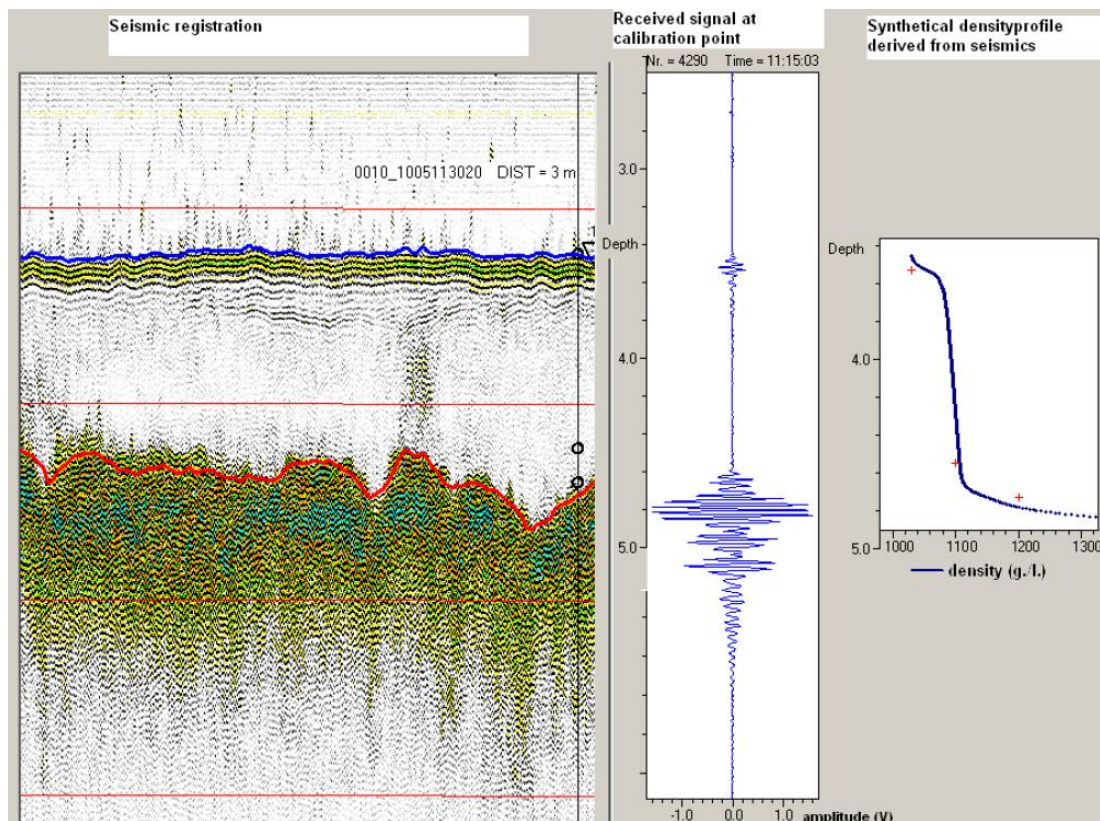 Seismic registration
0010_1005113020 DIST = 3 m
Received signal at
calibration point
Nr. = 4290 Time = 11:15:03
3.0
Depth
4.0
5.0
-1.0 0.0 1.0 amplitude (V)
Synthetical densityprofile
derived from seismics
Depth
4.0
5.0
1000 1100 1200 1300
density (g./l.)